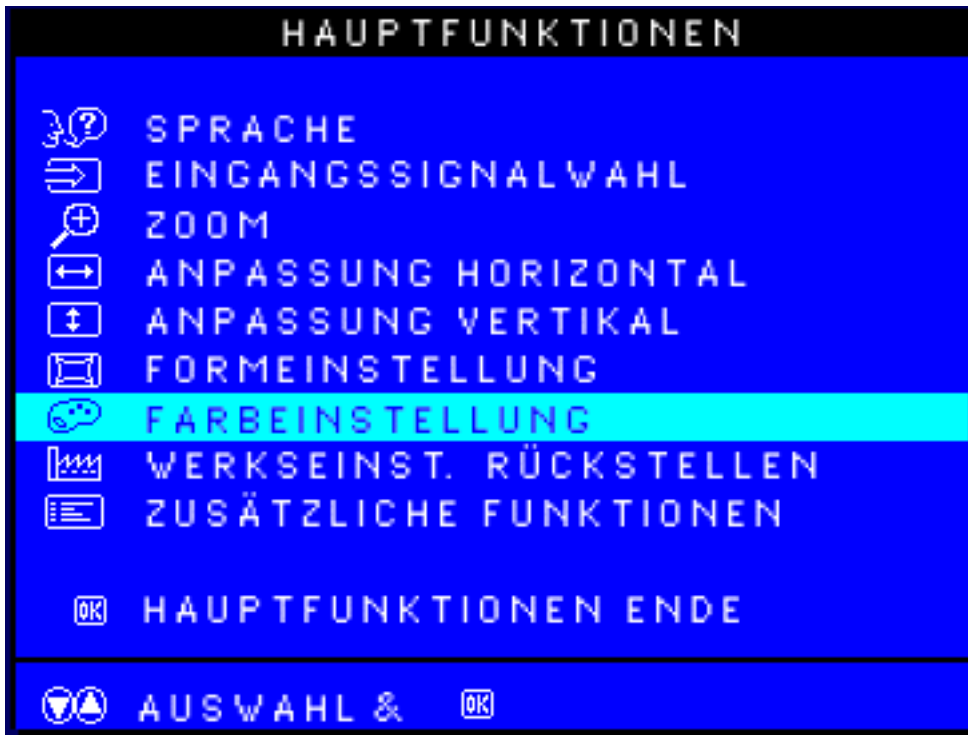 HAUPTFUNKTIONEN
SPRACHE
EINGANGSSIGNALWAHL
ZOOM
ANPASSUNG HORIZONTAL
ANPASSUNG VERTIKAL
FORMEINSTELLUNG
FARBEINSTELLUNG
WERKSEINST. RÜCKSTELLEN
ZUSÄTZLICHE FUNKTIONEN
OK HAUPTFUNKTIONEN ENDE
AUSWAHL & OK